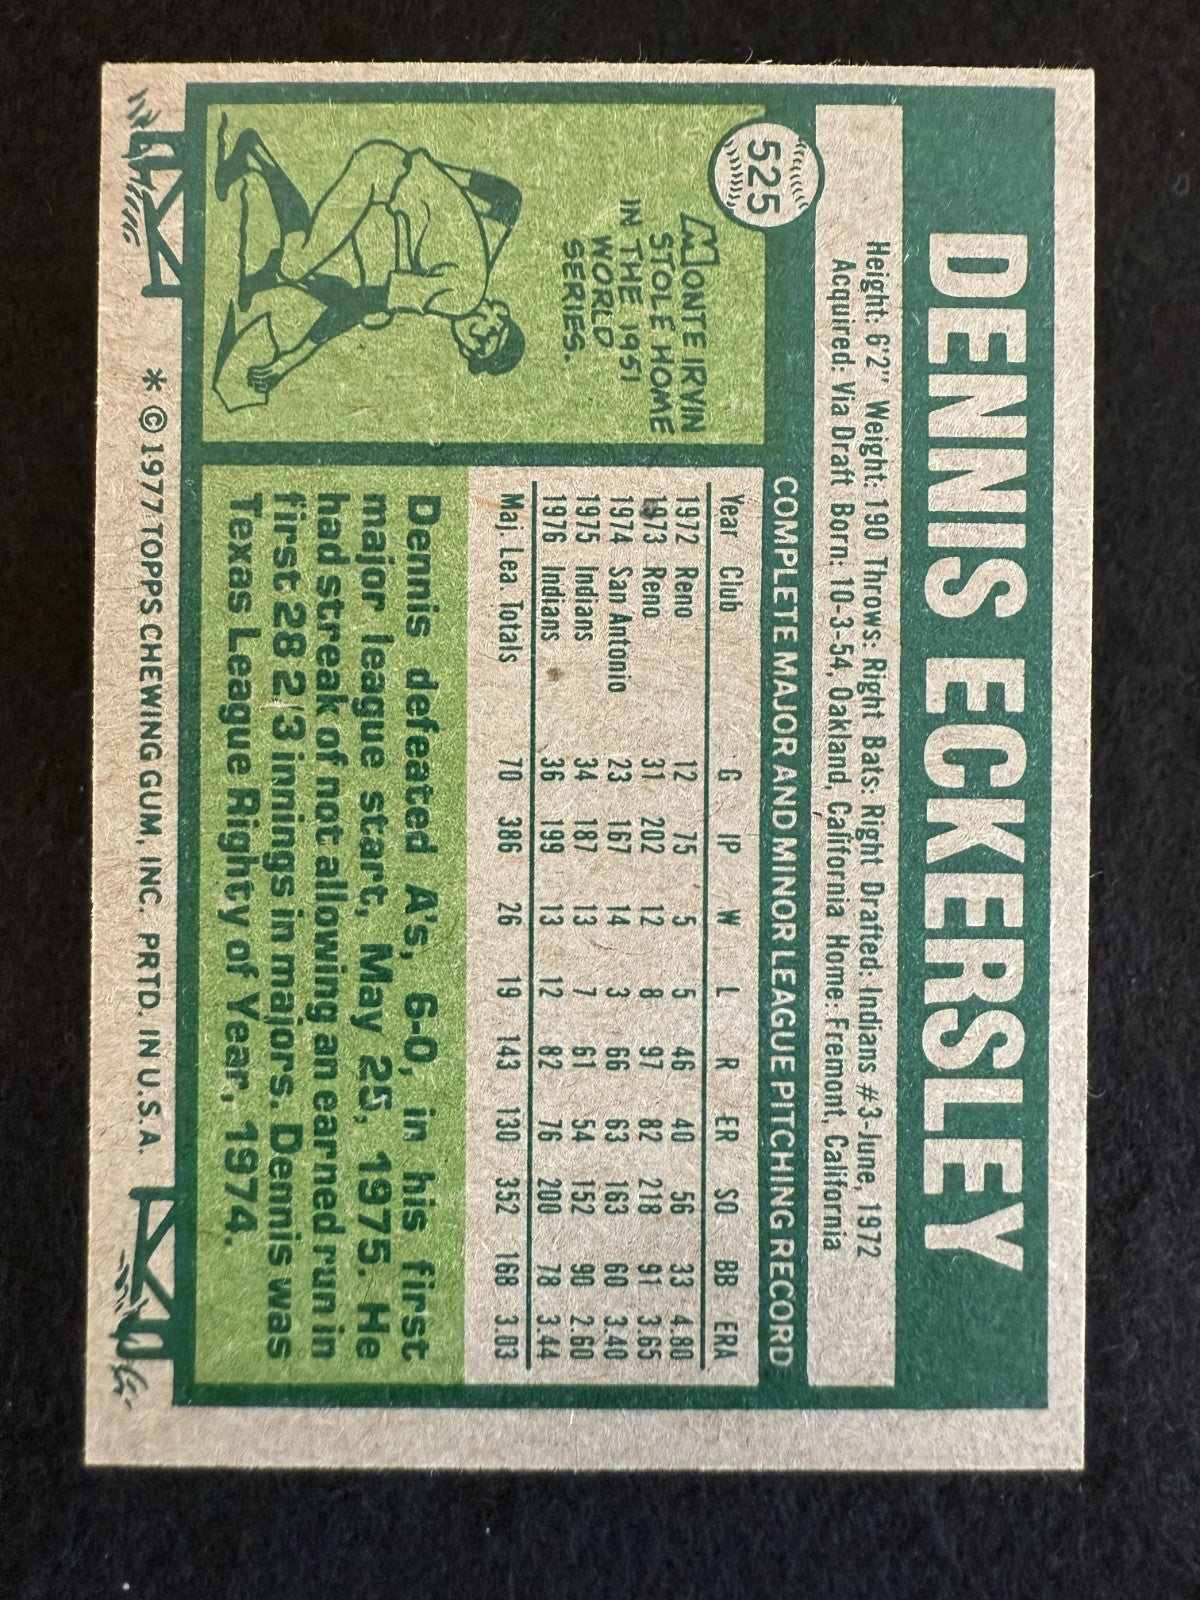 DENNIS ECKERSLEY
525
Height: 6'2" Weight: 190 Throws: Right Bats: Right Drafted: Indians #3-June, 1972
Acquired: Via Draft Born: 10-3-54, Oakland, California Home: Fremont, California
MONTE IRVIN
STOLE HOME
IN THE 1951
WORLD
SERIES.
COMPLETE MAJOR AND MINOR LEAGUE PITCHING RECORD
Year Club G IP W L R ER SO BB ERA
1972 Reno 12 75 5 5 46 40 56 33 4.80
1973 Reno 31 202 12 8 97 82 218 91 3.65
1974 San Antonio 23 167 14 3 66 63 163 60 3.40
1975 Indians 34 187 13 7 61 54 152 90 2.60
1976 Indians 36 199 13 12 82 76 200 78 3.44
Maj. Lea. Totals 70 386 26 19 143 130 352 168 3.03
Dennis defeated A's, 6-0, in his first
major league start, May 25, 1975. He
had streak of not allowing an earned run in
first 28 2/3 innings in majors. Dennis was
Texas League Righty of Year, 1974.
* © 1977 TOPPS CHEWING GUM, INC. PRTD. IN U.S.A.